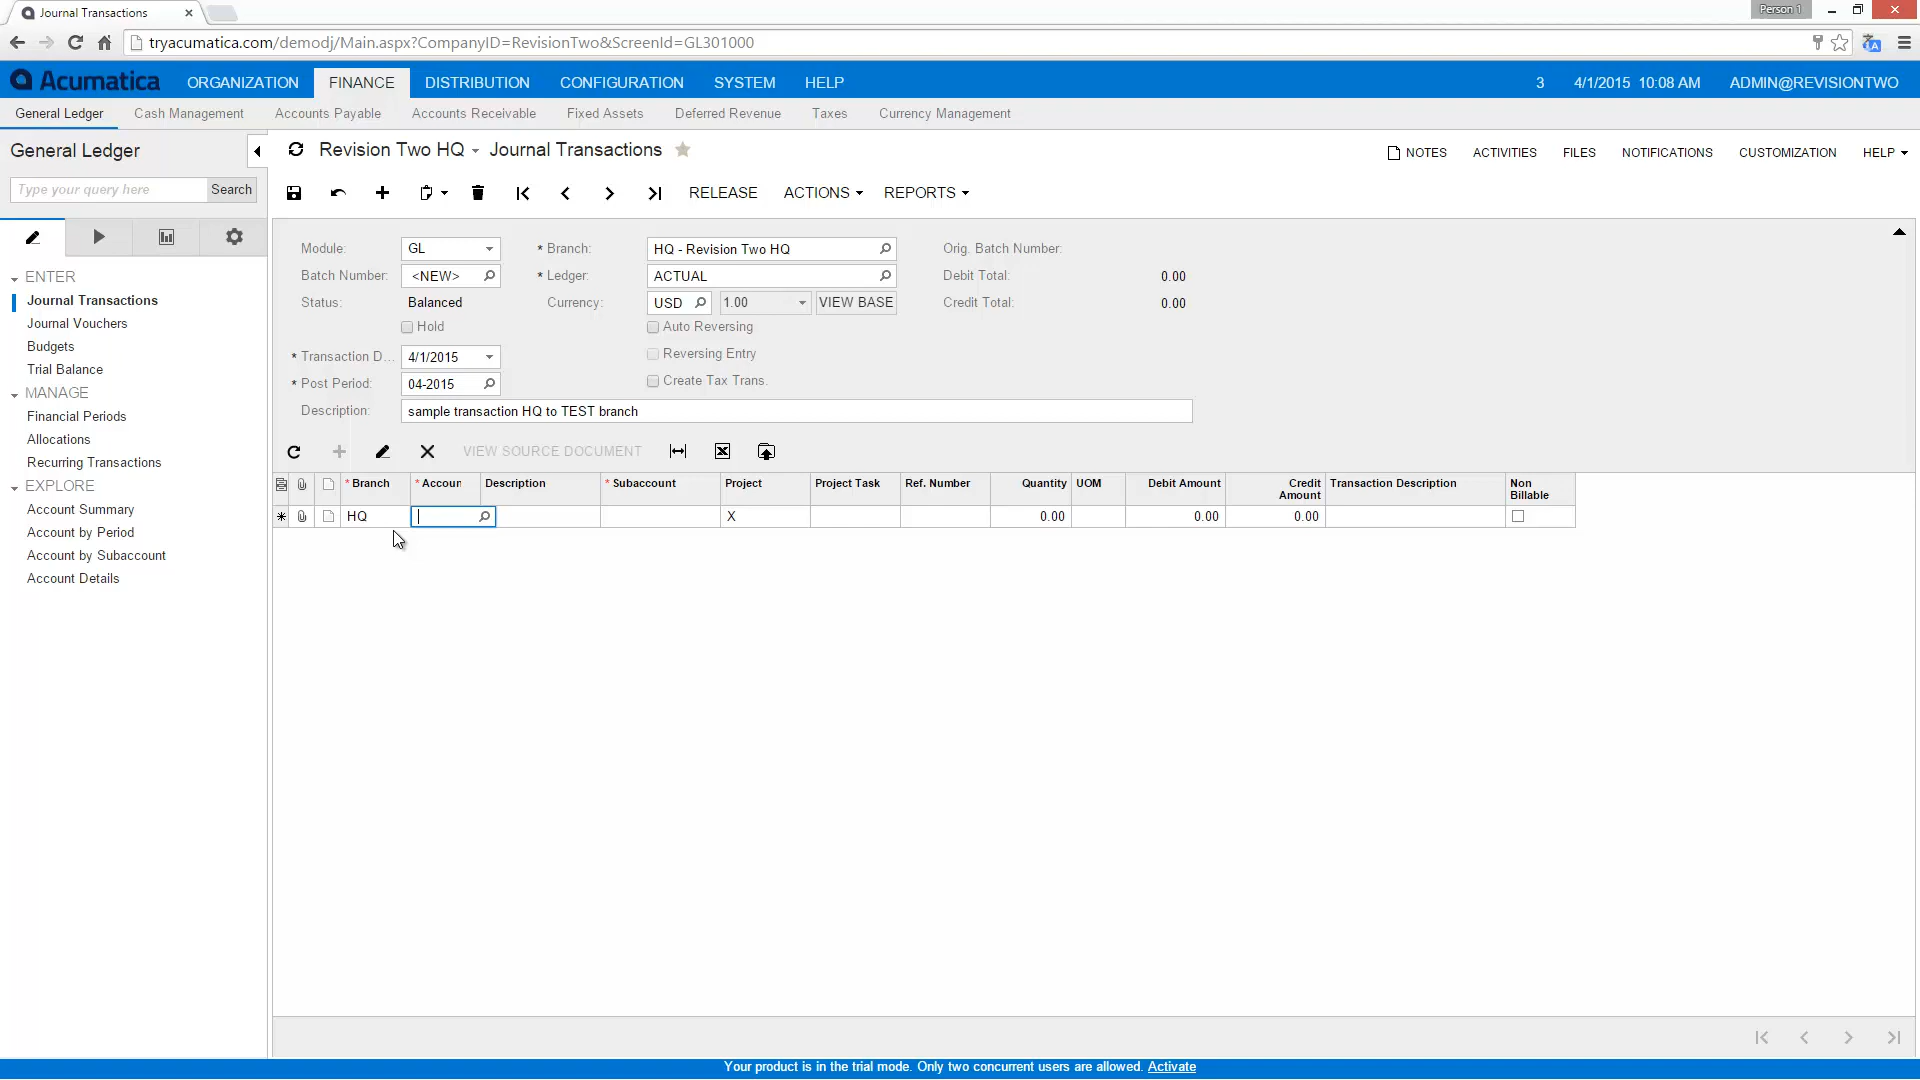 Journal Transactions
Person 1
tryacumatica.com/demodj/Main.aspx?CompanyID=RevisionTwo&ScreenId=GL301000
Acumatica ORGANIZATION FINANCE DISTRIBUTION CONFIGURATION SYSTEM HELP 3 4/1/2015 10:08 AM ADMIN@REVISIONTWO
General Ledger Cash Management Accounts Payable Accounts Receivable Fixed Assets Deferred Revenue Taxes Currency Management
General Ledger
Type your query here Search
ENTER
Journal Transactions
Journal Vouchers
Budgets
Trial Balance
MANAGE
Financial Periods
Allocations
Recurring Transactions
EXPLORE
Account Summary
Account by Period
Account by Subaccount
Account Details
Revision Two HQ Journal Transactions
NOTES ACTIVITIES FILES NOTIFICATIONS CUSTOMIZATION HELP
RELEASE ACTIONS REPORTS
Module: GL * Branch: HQ - Revision Two HQ Orig. Batch Number:
Batch Number: <NEW> * Ledger: ACTUAL Debit Total: 0.00
Status: Balanced Currency: USD 1.00 VIEW BASE Credit Total: 0.00
Hold Auto Reversing
* Transaction D... 4/1/2015 Reversing Entry
* Post Period: 04-2015 Create Tax Trans.
Description: sample transaction HQ to TEST branch
VIEW SOURCE DOCUMENT
* Branch * Accoun Description * Subaccount Project Project Task Ref. Number Quantity UOM Debit Amount Credit Amount Transaction Description Non Billable
HQ X 0.00 0.00 0.00
Your product is in the trial mode. Only two concurrent users are allowed. Activate